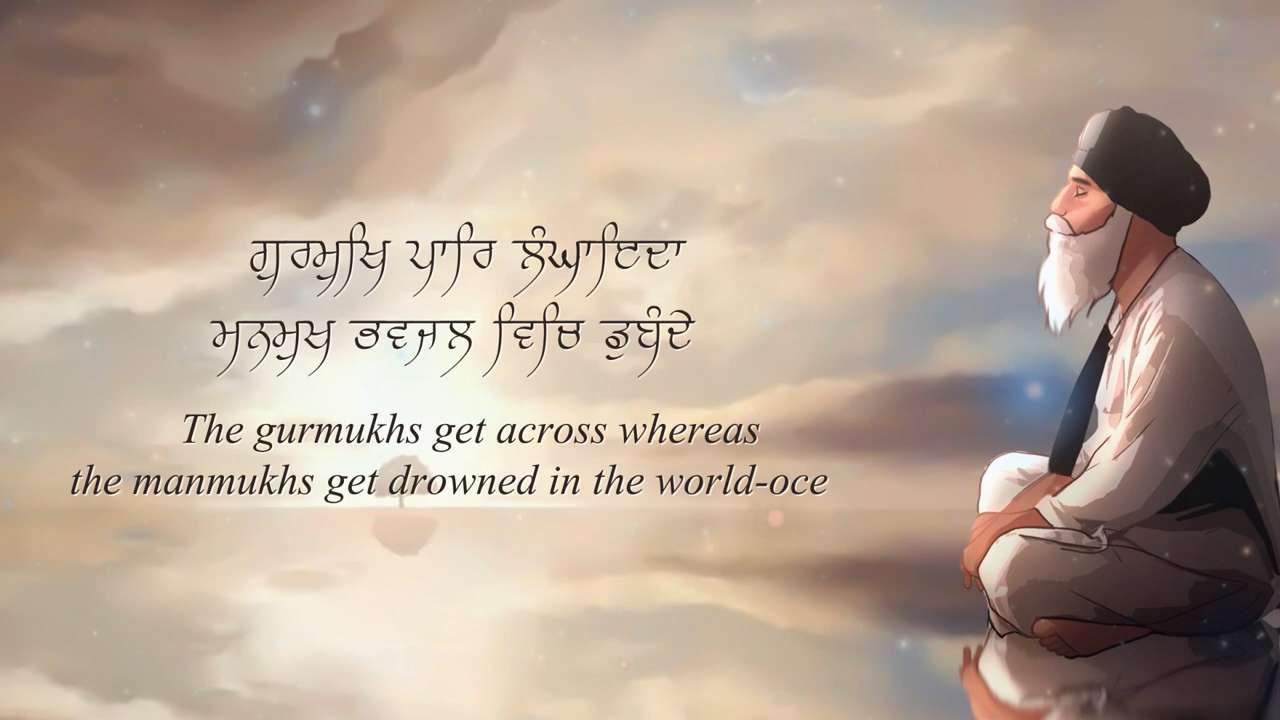 ਗੁਰਮੁਖਿ ਪਾਰਿ ਲੰਘਾਇਦਾ
ਮਨਮੁਖ ਭਵਜਲ ਵਿਚਿ ਡੁਬੰਦੇ
The gurmukhs get across whereas
the manmukhs get drowned in the world-oce